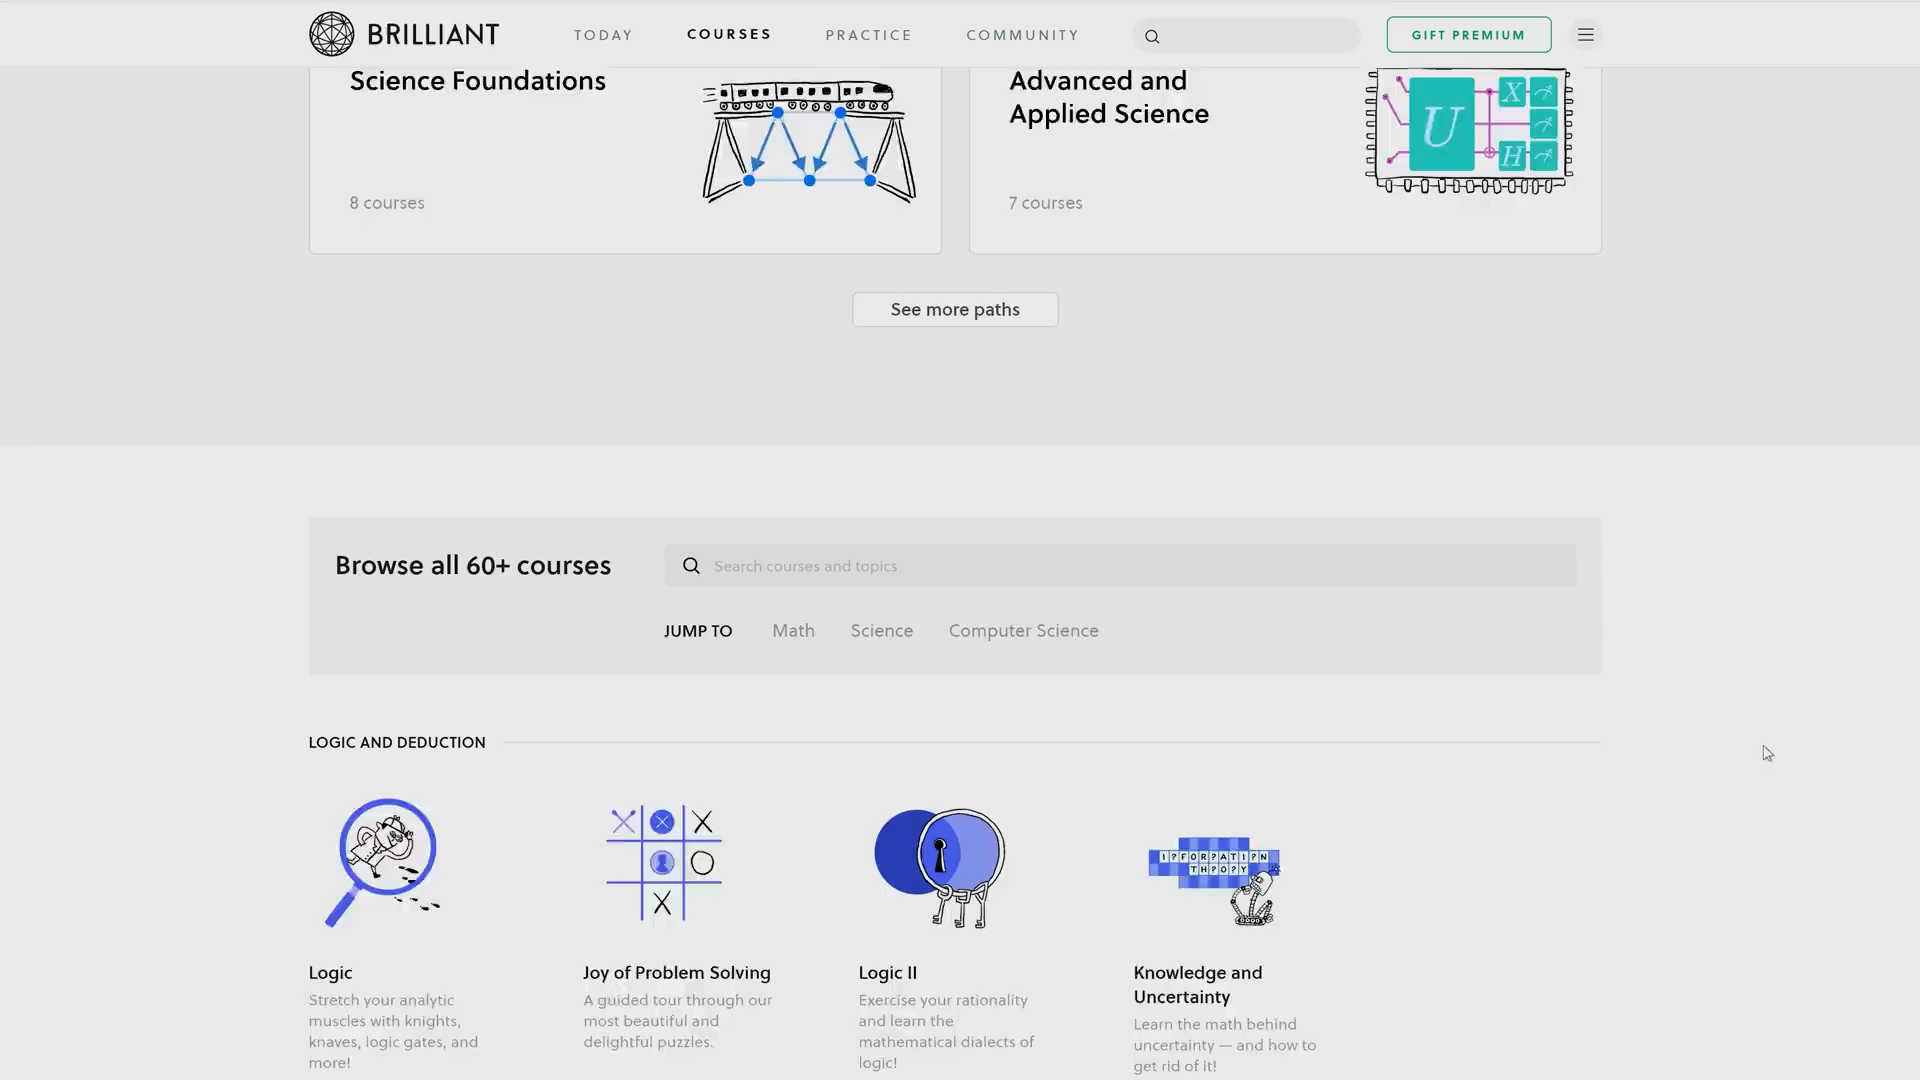 BRILLIANT
TODAY
COURSES
PRACTICE
COMMUNITY
GIFT PREMIUM
Science Foundations
8 courses
Advanced and
Applied Science
7 courses
U
X
H
See more paths
Browse all 60+ courses
Search courses and topics
JUMP TO
Math
Science
Computer Science
LOGIC AND DEDUCTION
I?FOR?ATI?N
TH?O?Y
Logic
Stretch your analytic
muscles with knights,
knaves, logic gates, and
more!
Joy of Problem Solving
A guided tour through our
most beautiful and
delightful puzzles.
Logic II
Exercise your rationality
and learn the
mathematical dialects of
logic!
Knowledge and
Uncertainty
Learn the math behind
uncertainty — and how to
get rid of it!